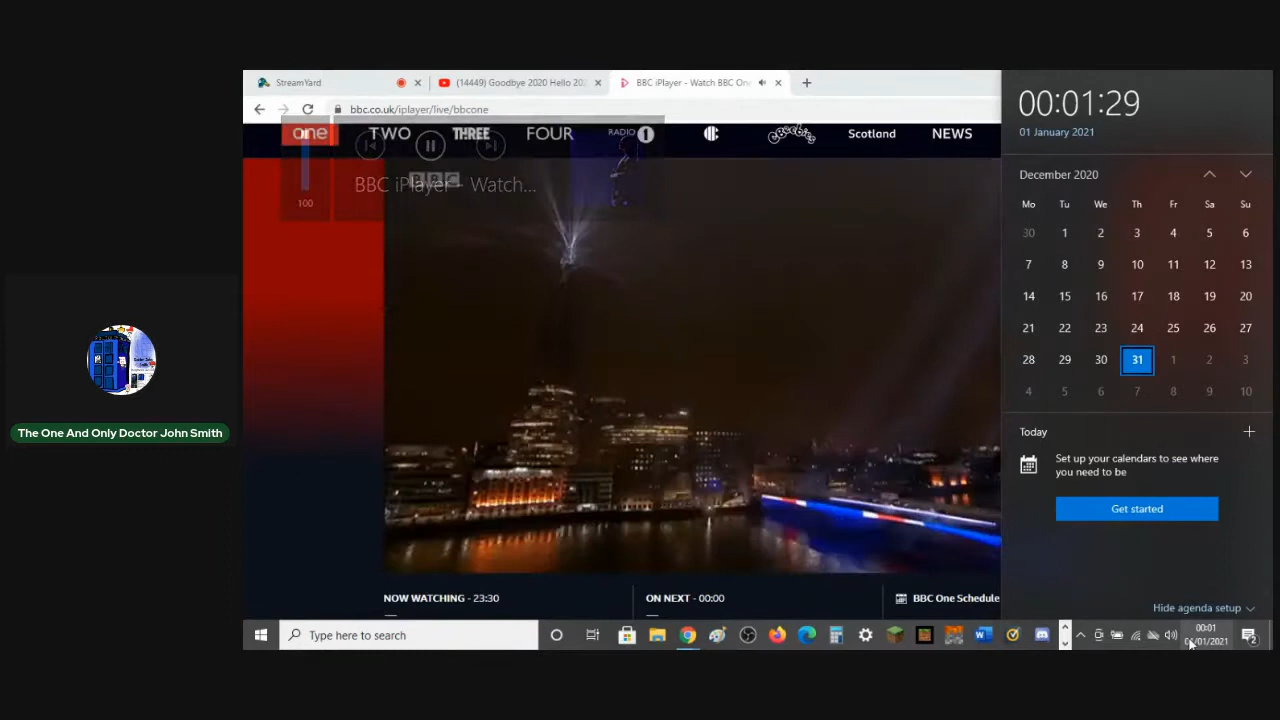 StreamYard
(14449) Goodbye 2020 Hello 202
BBC iPlayer - Watch BBC One
bbc.co.uk/iplayer/live/bbcone
one
TWO
THREE
FOUR
RADIO 1
CBeebies
Scotland
NEWS
BBC
BBC iPlayer - Watch...
100
00:01:29
01 January 2021
December 2020
Mo Tu We Th Fr Sa Su
30 1 2 3 4 5 6
7 8 9 10 11 12 13
14 15 16 17 18 19 20
21 22 23 24 25 26 27
28 29 30 31 1 2 3
4 5 6 7 8 9 10
Today
Set up your calendars to see where
you need to be
Get started
Hide agenda setup
The One And Only Doctor John Smith
NOW WATCHING - 23:30
ON NEXT - 00:00
BBC One Schedule
Type here to search
00:01
01/01/2021
2